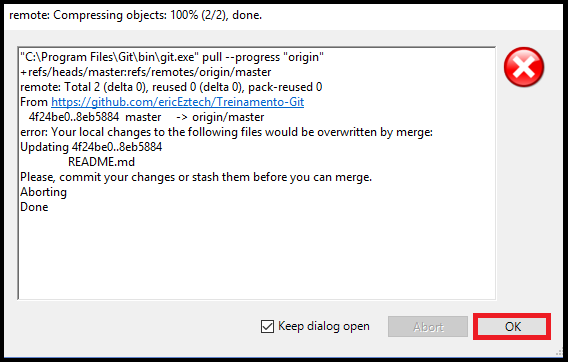 remote: Compressing objects: 100% (2/2), done.
"C:\Program Files\Git\bin\git.exe" pull --progress "origin"
+refs/heads/master:refs/remotes/origin/master
remote: Total 2 (delta 0), reused 0 (delta 0), pack-reused 0
From https://github.com/ericEztech/Treinamento-Git
4f24be0..8eb5884  master     -> origin/master
error: Your local changes to the following files would be overwritten by merge:
Updating 4f24be0..8eb5884
README.md
Please, commit your changes or stash them before you can merge.
Aborting
Done
Keep dialog open
Abort
OK